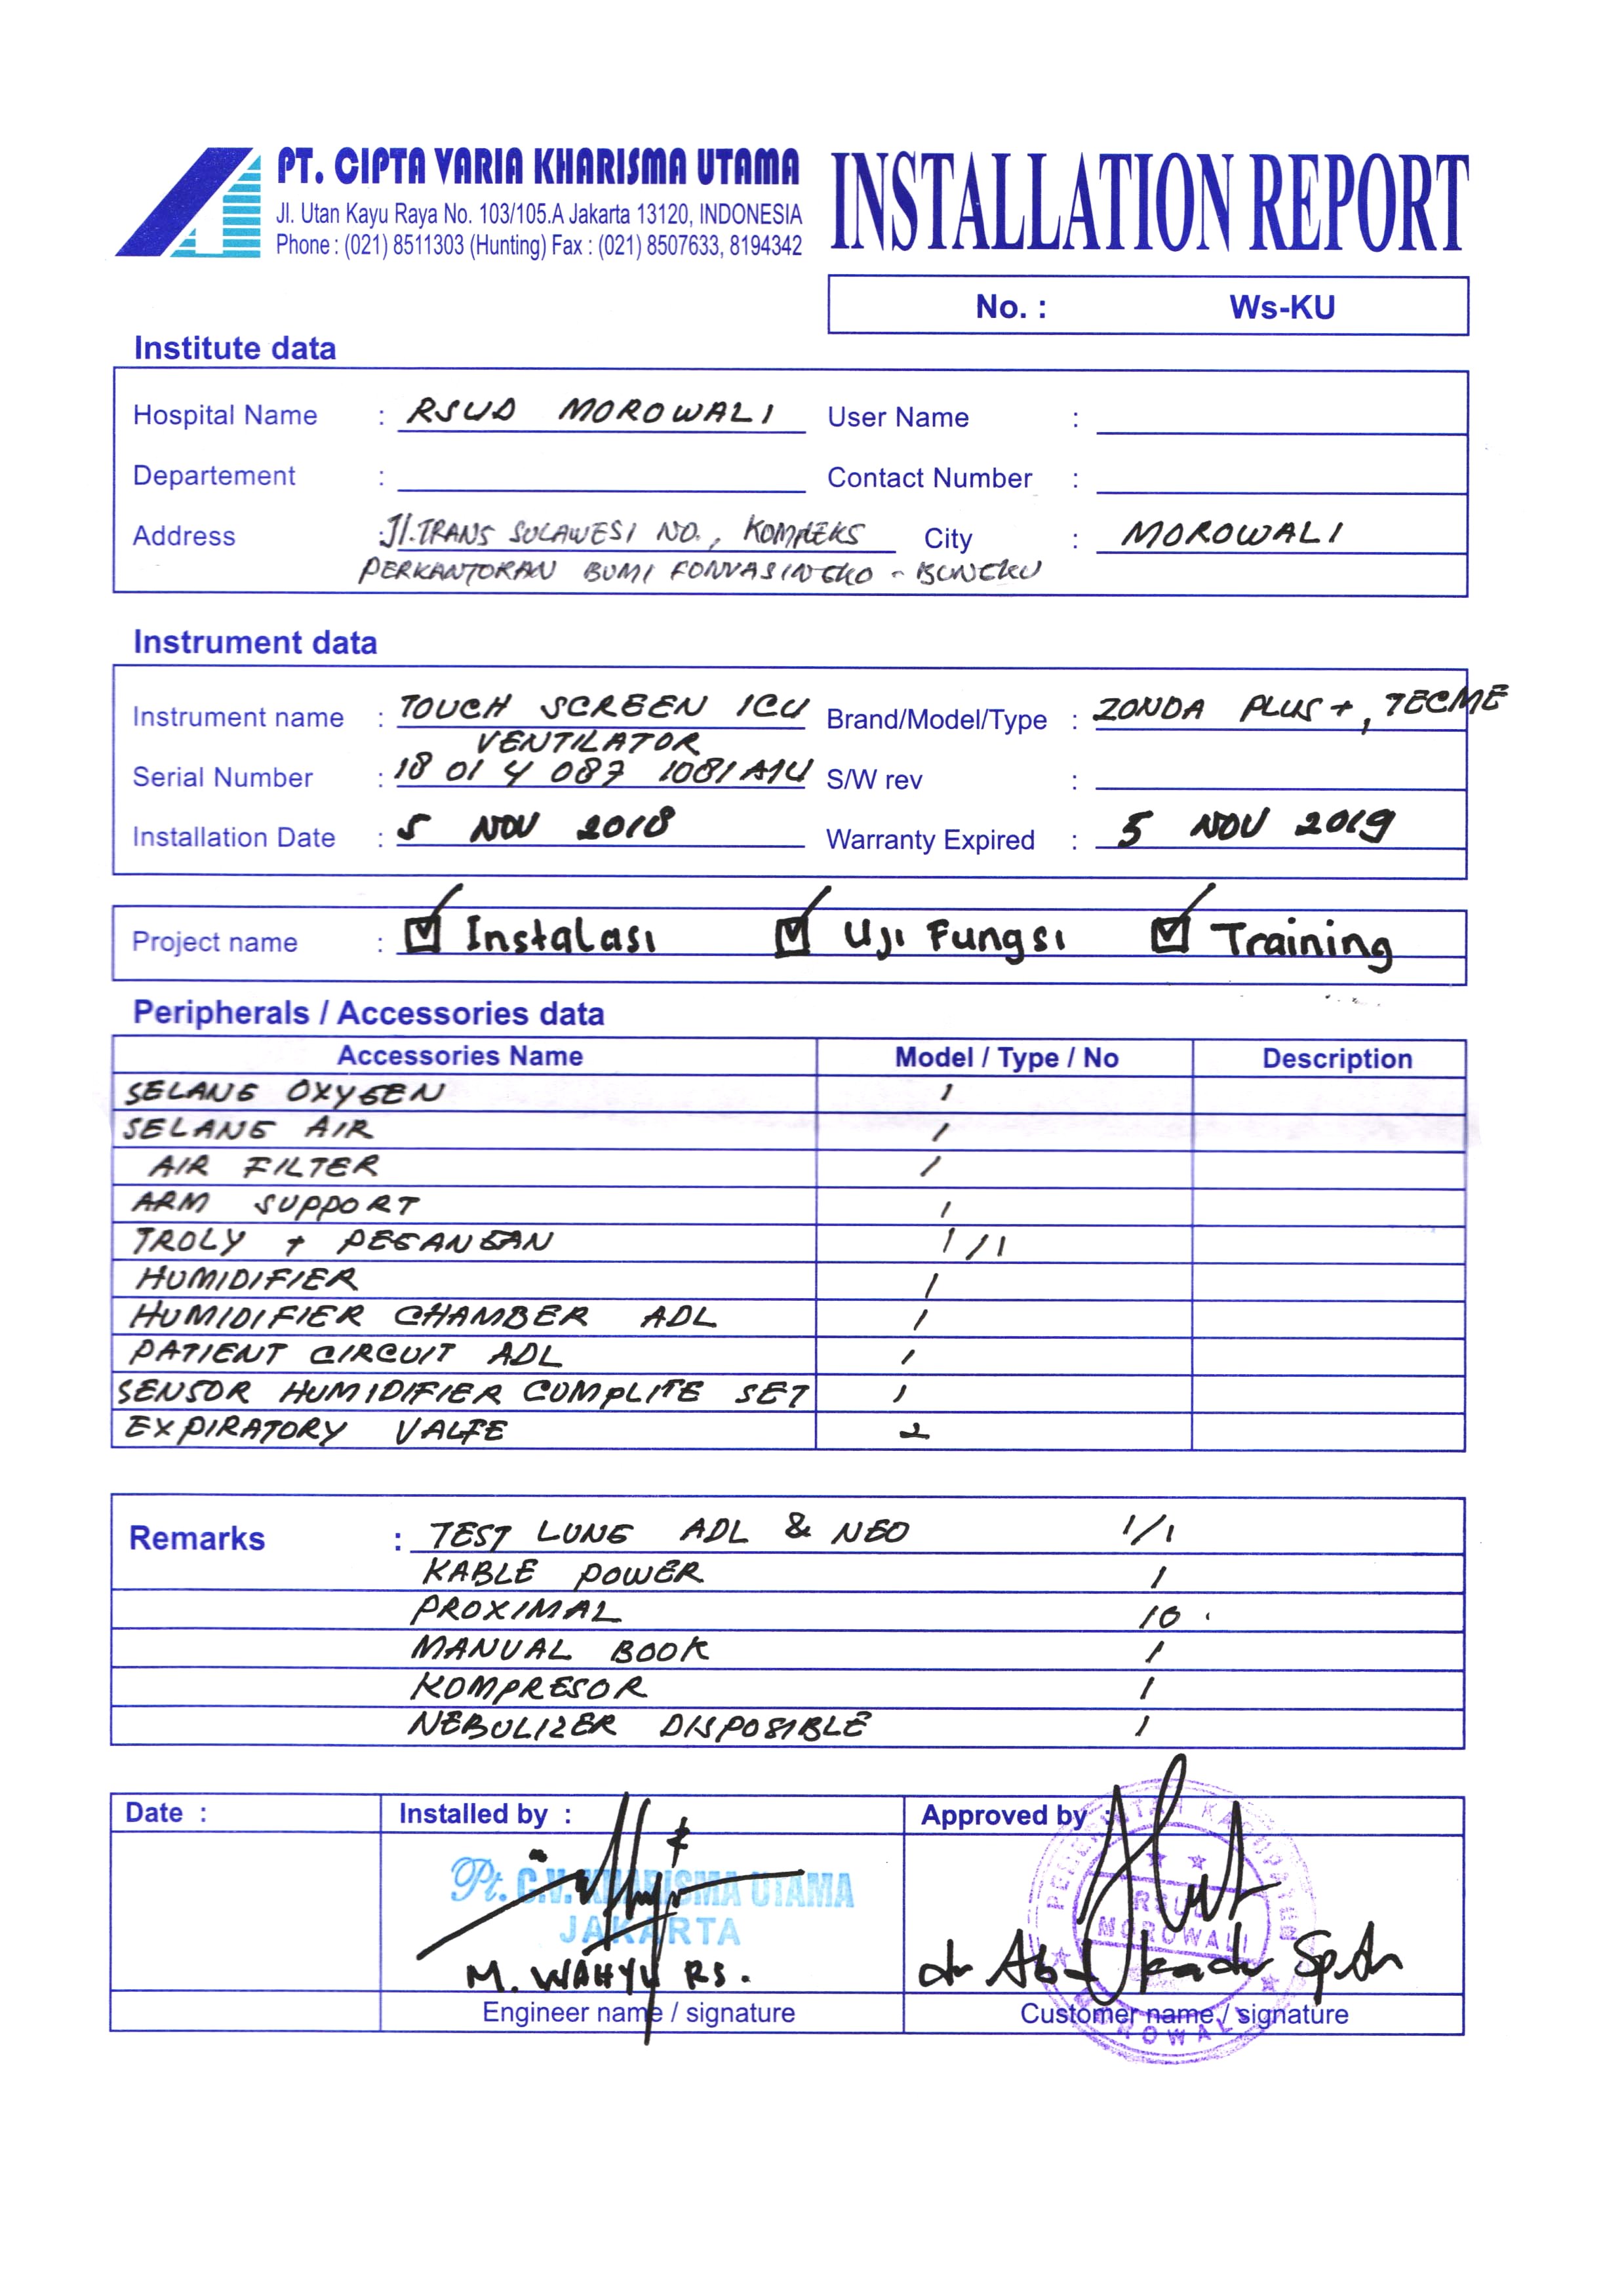 PT. CIPTA VARIA KHARISMA UTAMA
Jl. Utan Kayu Raya No. 103/105.A Jakarta 13120, INDONESIA
Phone : (021) 8511303 (Hunting) Fax : (021) 8507633, 8194342
INSTALLATION REPORT
No. : Ws-KU
Institute data
Hospital Name : RSUD MOROWALI User Name :
Departement : Contact Number :
Address : Jl. TRANS SULAWESI NO., KOMPLEKS City : MOROWALI
PERKANTORAN BUMI FONUASINGKO - BUNGKU
Instrument data
Instrument name : TOUCH SCREEN ICU Brand/Model/Type : ZONDA PLUS+, TECME
VENTILATOR
Serial Number : 18 01 4 087 1081 A14 S/W rev :
Installation Date : 5 NOV 2018 Warranty Expired : 5 NOV 2019
Project name : Instalasi Uji Fungsi Training
Peripherals / Accessories data
Accessories Name Model / Type / No Description
SELANG OXYGEN 1
SELANG AIR 1
AIR FILTER 1
ARM SUPPORT 1
TROLY + PEGANGAN 1/1
HUMIDIFIER 1
HUMIDIFIER CHAMBER ADL 1
PATIENT CIRCUIT ADL 1
SENSOR HUMIDIFIER COMPLITE SET 1
EXPIRATORY VALFE 2
Remarks : TEST LUNG ADL & NEO 1/1
KABLE POWER 1
PROXIMAL 10
MANUAL BOOK 1
KOMPRESOR 1
NEBULIZER DISPOSIBLE 1
Date : Installed by : Approved by :
Pt. C.V. KHARISMA UTAMA
JAKARTA
M. WAHYU RS.
PEMERINTAH KABUPATEN
RSUD
MOROWALI
MOROWALI
dr Abd kadir Sp.An
Engineer name / signature Customer name / signature